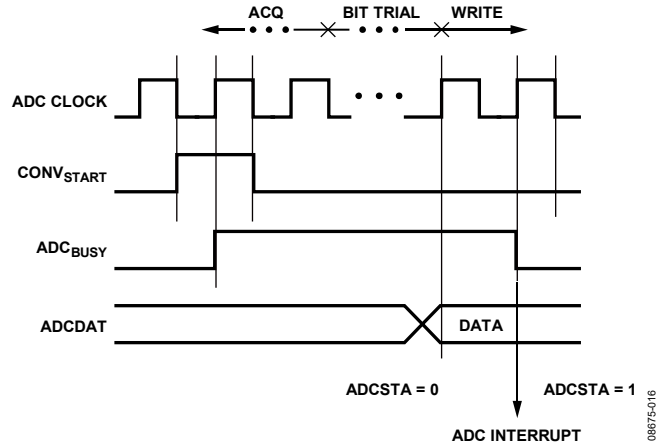 ACQ BIT TRIAL WRITE
ADC CLOCK
CONVSTART
ADCBUSY
ADCDAT
DATA
ADCSTA = 0 ADCSTA = 1
ADC INTERRUPT
08675-016